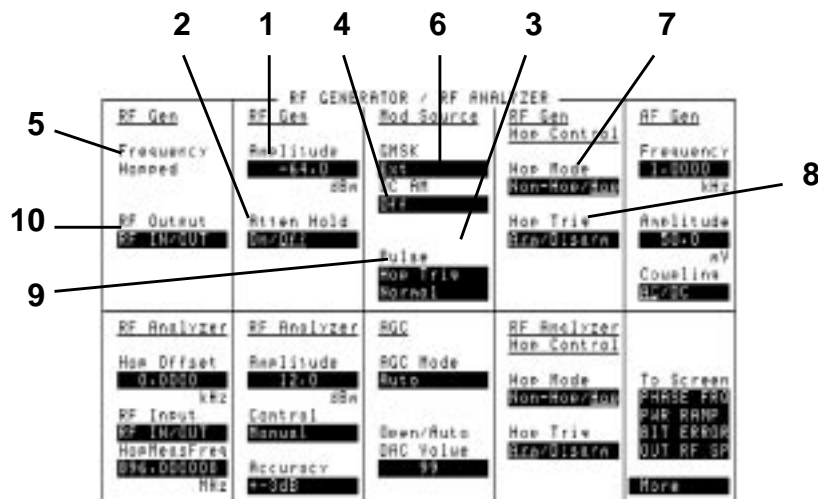 2 1 4 6 3 7
RF GENERATOR / RF ANALYZER
RF Gen
5
Frequency
Hopped
10
RF Output
RF IN/OUT
RF Gen
Amplitude
-64.0
dBm
Atten Hold
On/Off
Mod Source
GMSK
Ext
DC AM
Off
9
Pulse
Hop Trig
Normal
RF Gen
Hop Control
Hop Mode
Non-Hop/Hop
8
Hop Trig
Arm/Disarm
AF Gen
Frequency
1.0000
kHz
Amplitude
50.0
mV
Coupling
AC/DC
RF Analyzer
Hop Offset
0.0000
kHz
RF Input
RF IN/OUT
HopMeasFreq
896.000000
MHz
RF Analyzer
Amplitude
12.0
dBm
Control
Manual
Accuracy
+-3dB
AGC
AGC Mode
Auto
Open/Auto
DAC Value
99
RF Analyzer
Hop Control
Hop Mode
Non-Hop/Hop
Hop Trig
Arm/Disarm
To Screen
PHASE FRQ
PWR RAMP
BIT ERROR
OUT RF SP
More